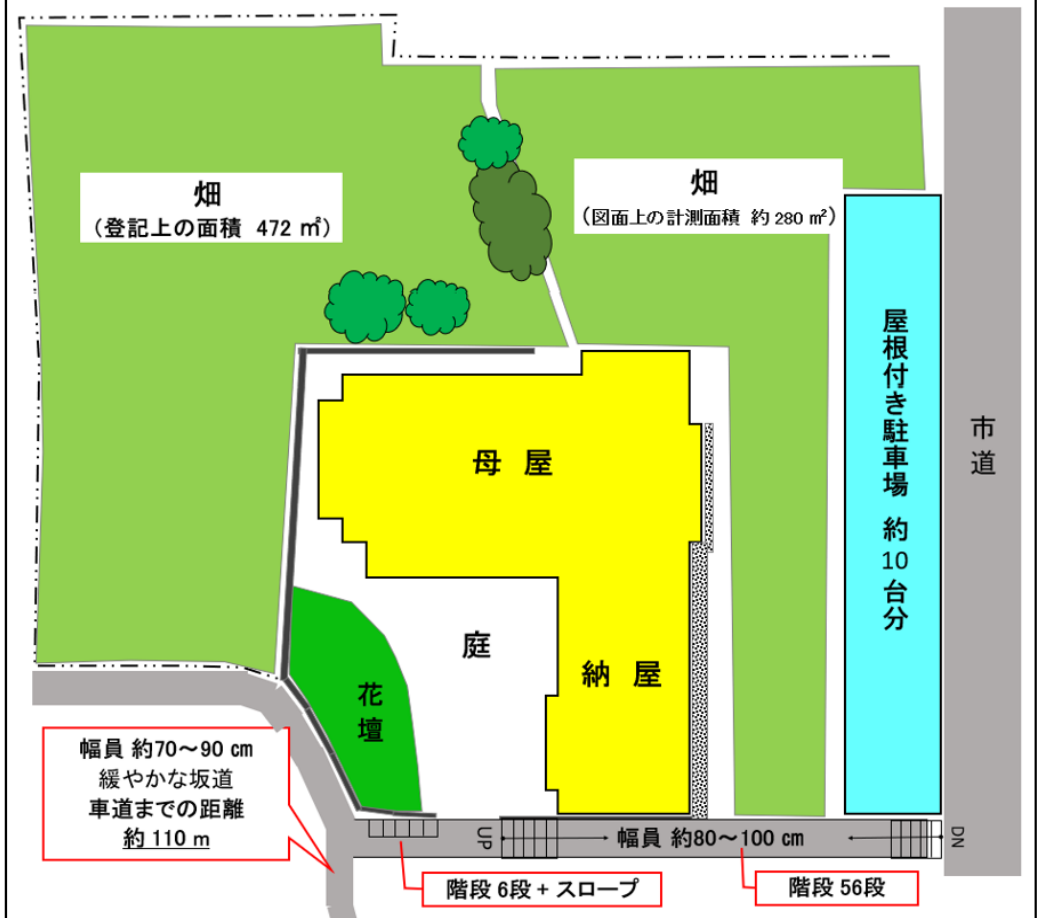 畑
（登記上の面積 472 ㎡）
畑
（図面上の計測面積 約 280 ㎡）
屋根付き駐車場 約10台分
市道
母 屋
庭
納 屋
花壇
幅員 約70～90 ㎝
緩やかな坂道
車道までの距離
約 110 m
UP
幅員 約80～100 ㎝
DN
階段 6段 + スロープ
階段 56段